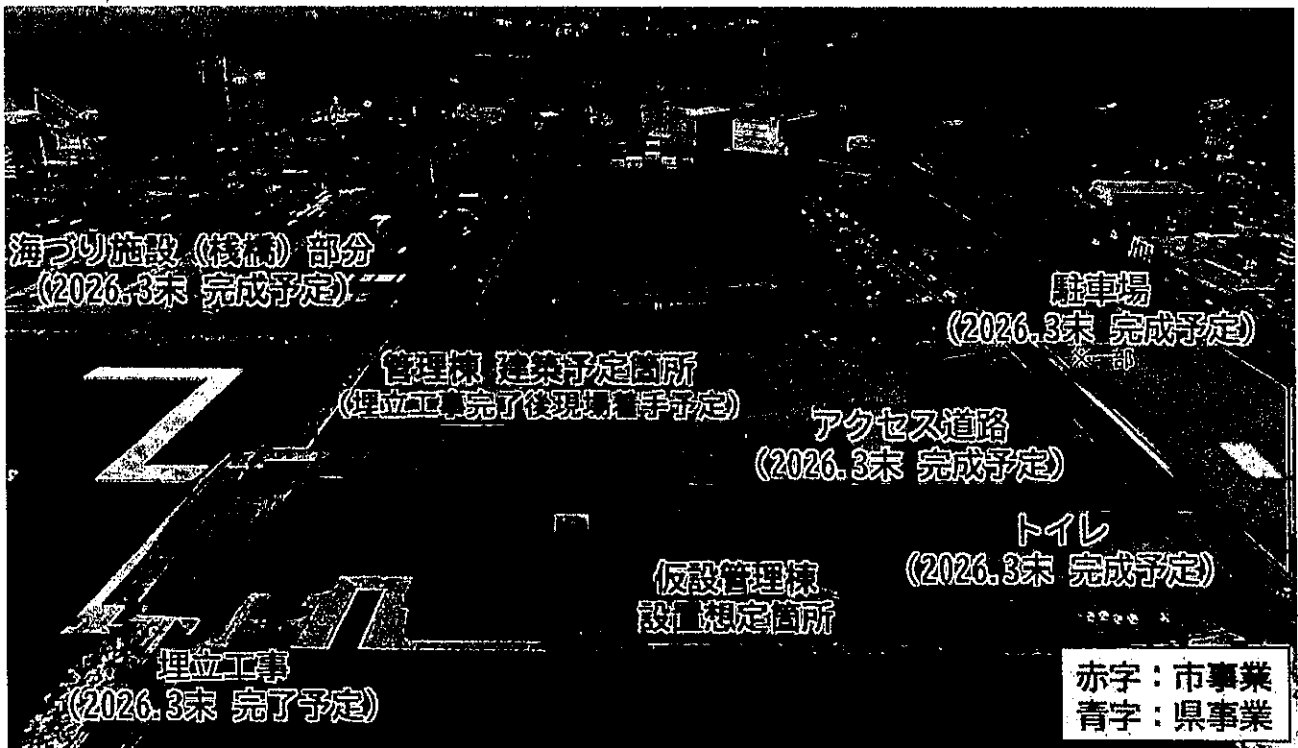 海づり施設（桟橋）部分
（2026.3末 完成予定）
駐車場
（2026.3末 完成予定）
※一部
管理棟 建築予定箇所
（埋立工事完了後現場着手予定）
アクセス道路
（2026.3末 完成予定）
トイレ
（2026.3末 完成予定）
仮設管理棟
設置想定箇所
埋立工事
（2026.3末 完了予定）
赤字：市事業
青字：県事業